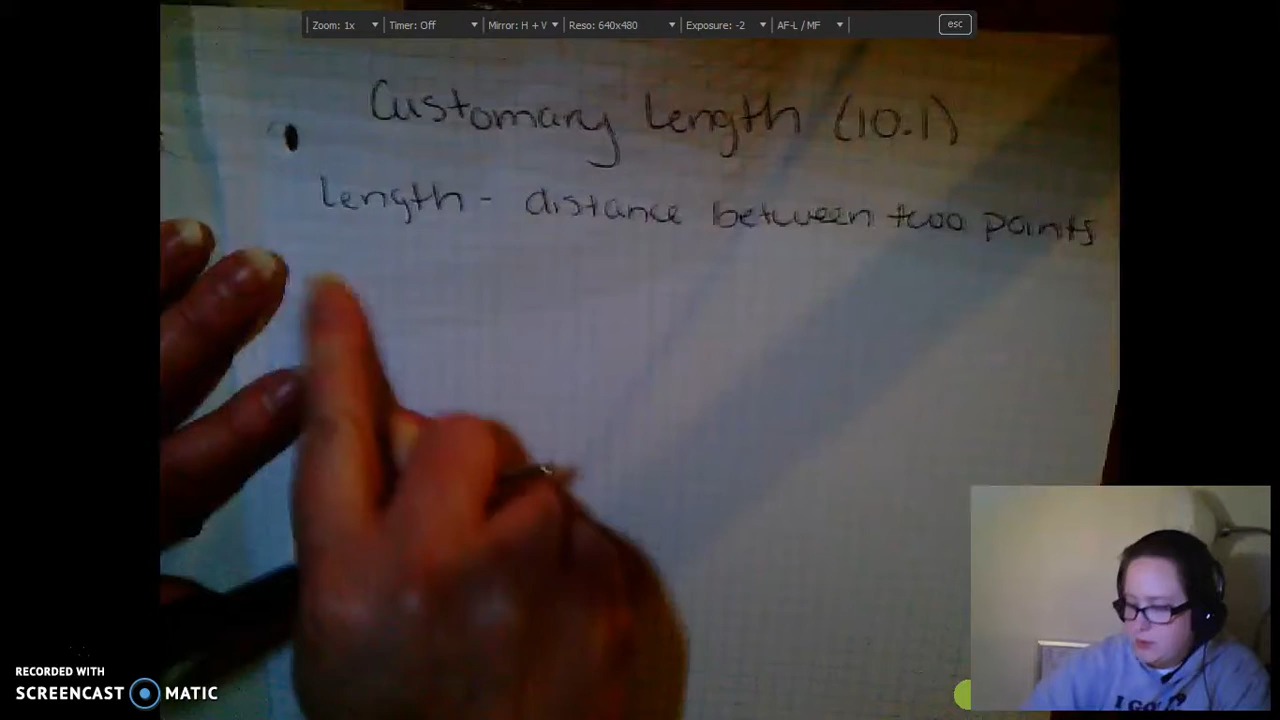 Zoom: 1x Timer: Off Mirror: H + V Reso: 640x480 Exposure: -2 AF-L / MF esc
Customary Length (10.1)
length - distance between two points
RECORDED WITH
SCREENCAST MATIC
I GO